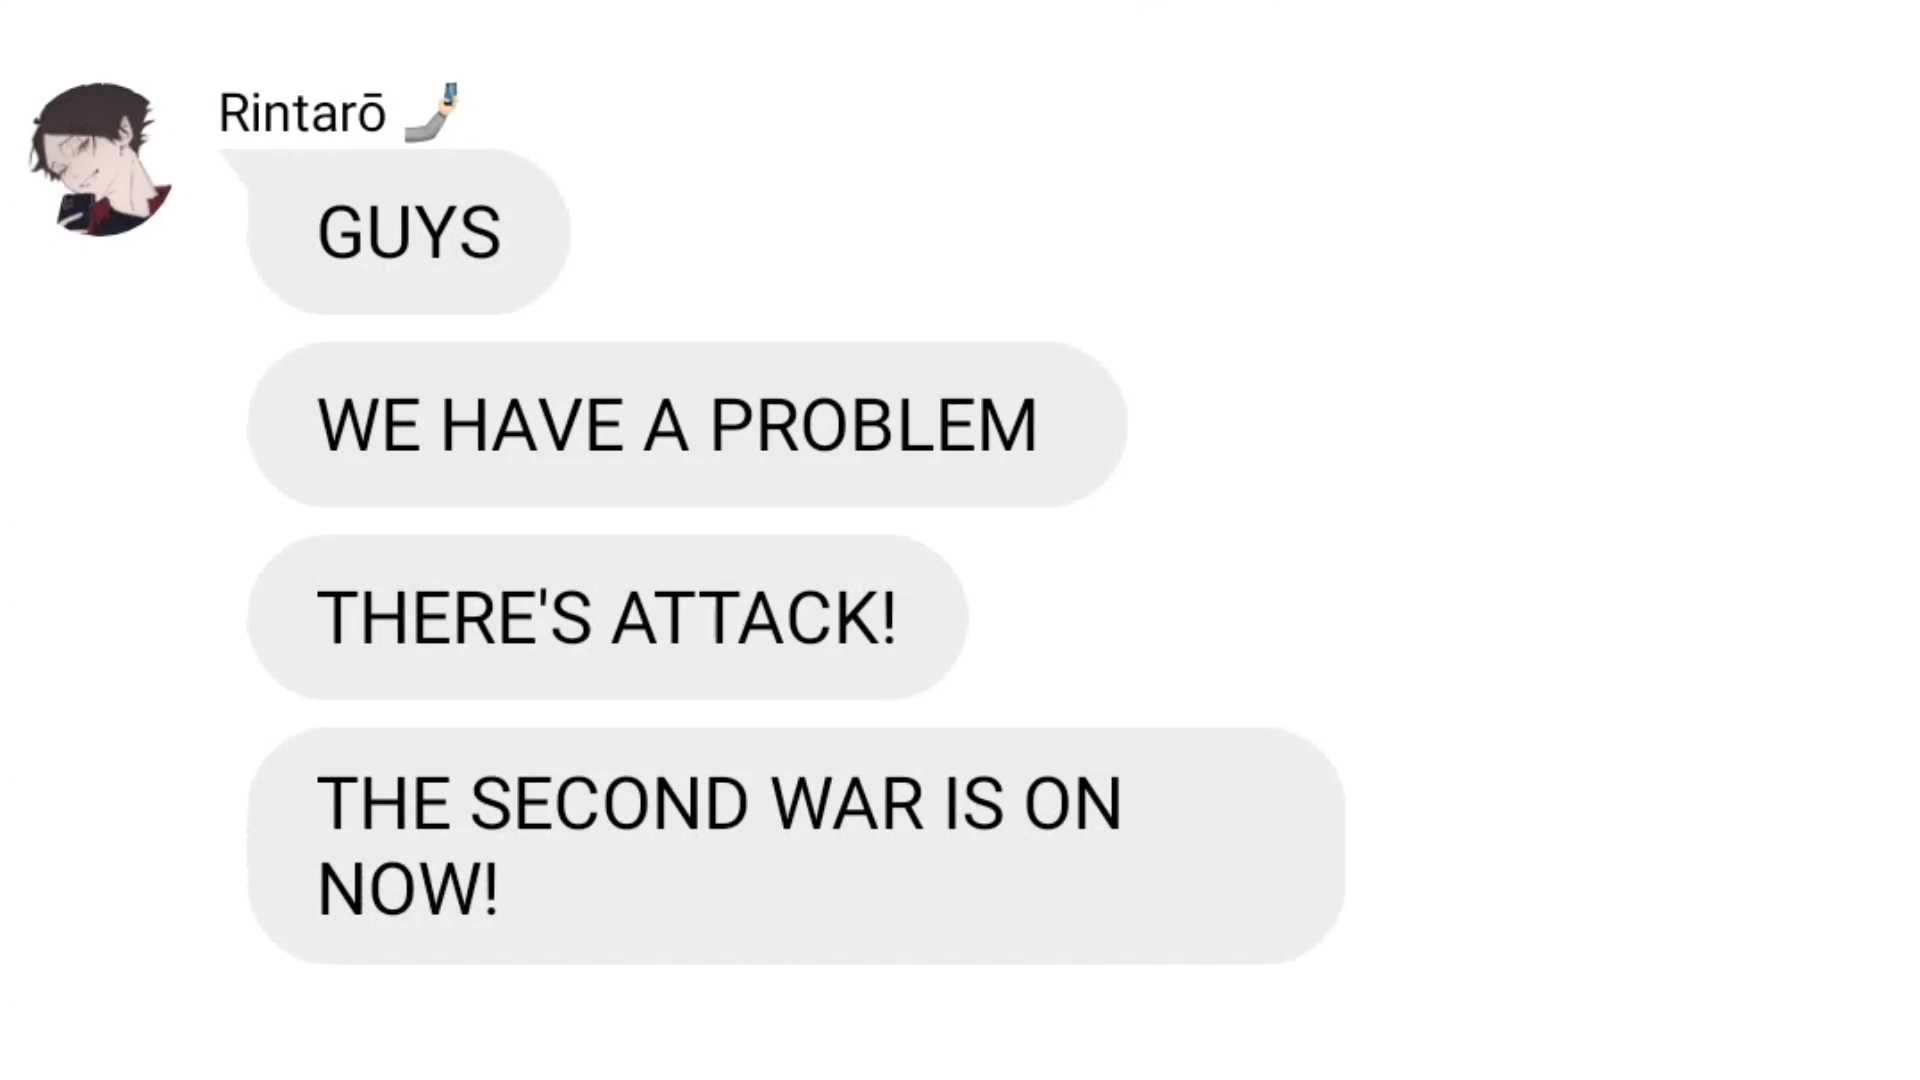 Rintarō 🤳
GUYS
WE HAVE A PROBLEM
THERE'S ATTACK!
THE SECOND WAR IS ON
NOW!